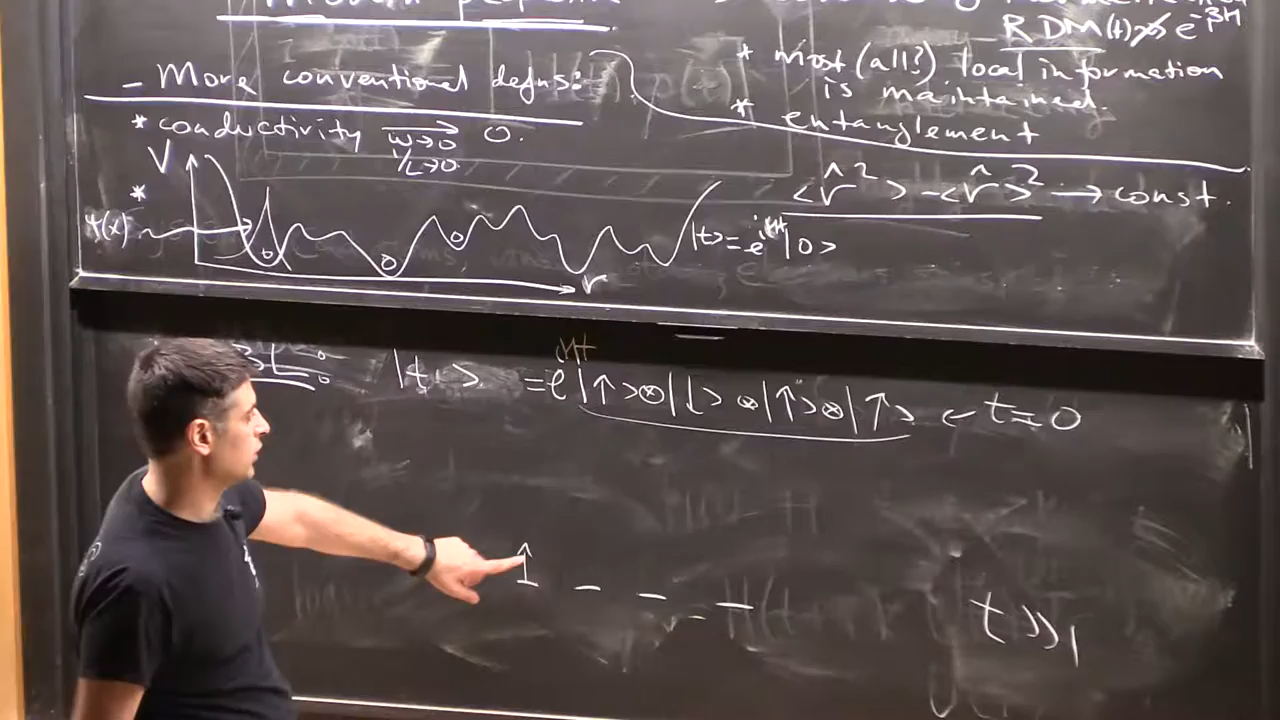 RDM(t) ≁ e^-βH
- More conventional defns:
* most (all?) local information
is maintained.
* entanglement
* conductivity → 0.
ω→0
1/L→0
V
*
ψ(x)
r
<r̂²> - <r̂>² → const.
|t> = e^iHt |0>
|t> = e^iHt |↑>⊗|↓>⊗|↑>⊗|↑> ← t=0
↑ _ _ _ t>>1